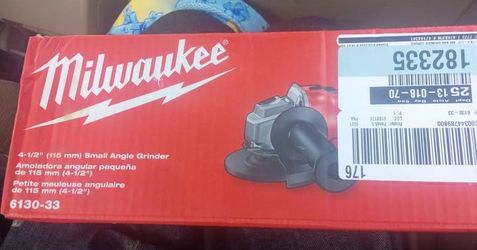 Milwaukee
4-1/2" (115 mm) Small Angle Grinder
Amoladora angular pequeña
de 115 mm (4-1/2")
Petite meuleuse angulaire
de 115 mm (4-1/2")
6130-33
182335
25-13-018-70
176